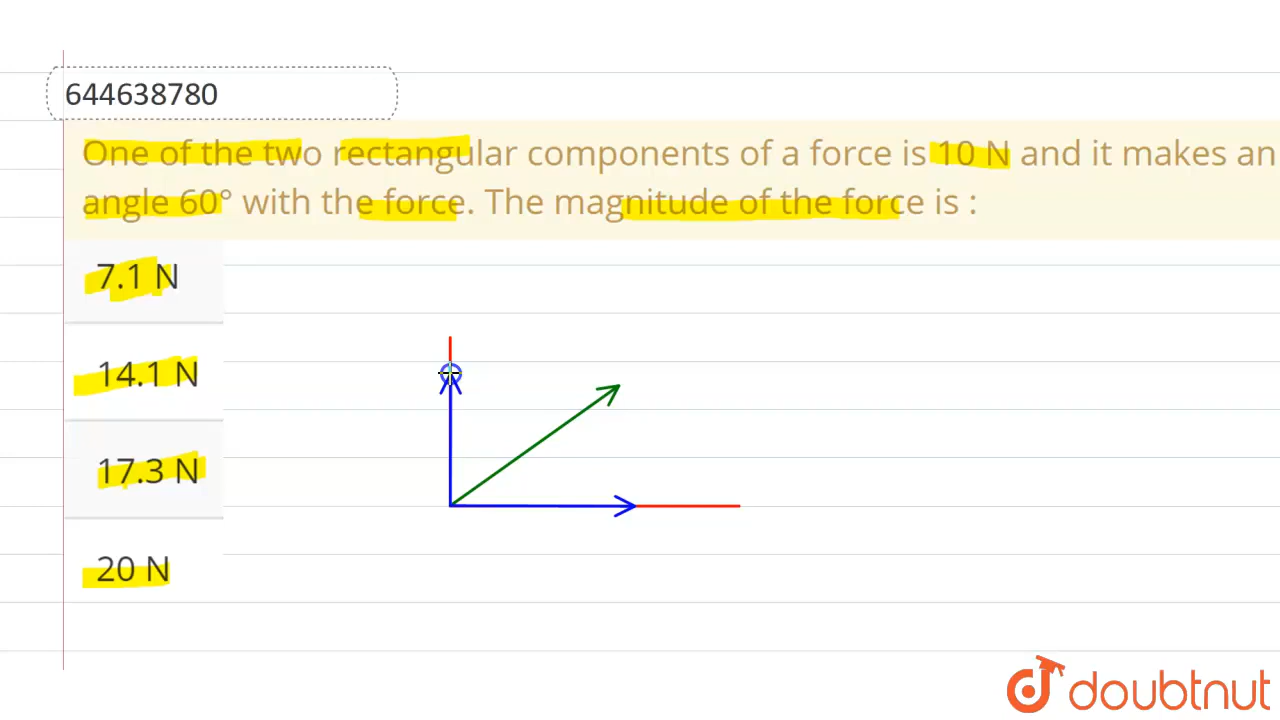 644638780
One of the two rectangular components of a force is 10 N and it makes an
angle 60° with the force. The magnitude of the force is :
7.1 N
14.1 N
17.3 N
20 N
doubtnut